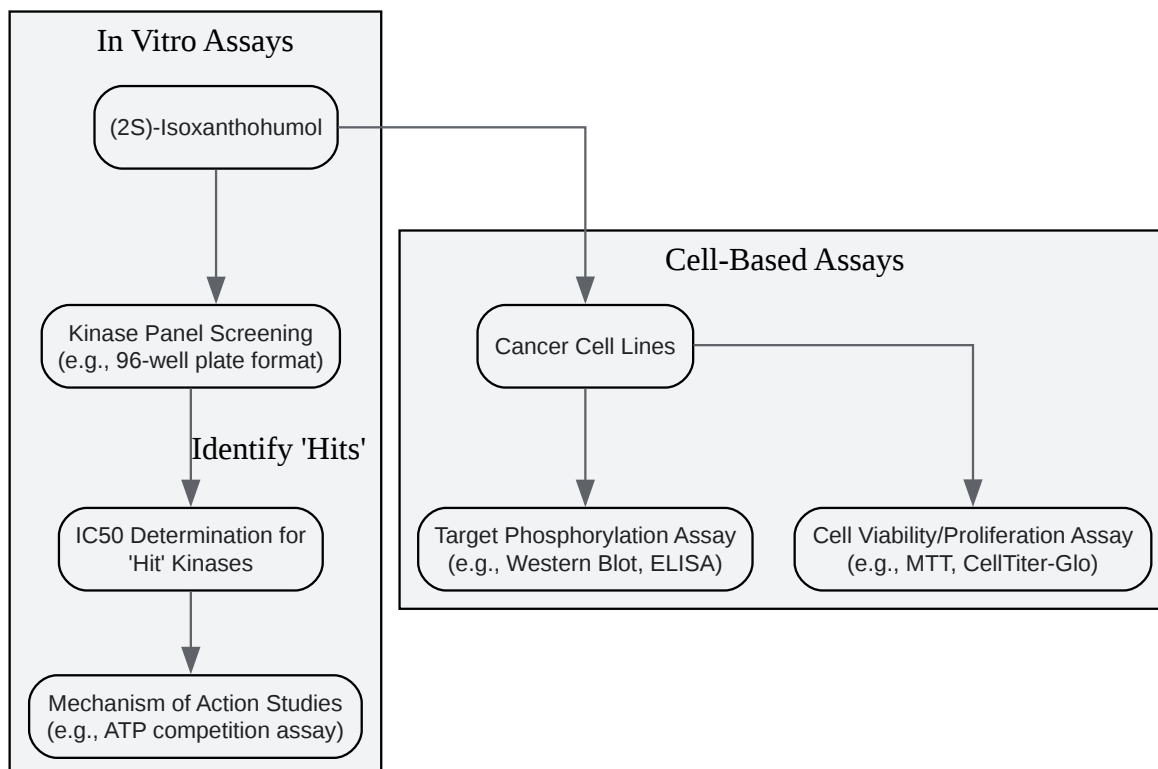 In Vitro Assays
(2S)-Isoxanthohumol
Kinase Panel Screening
(e.g., 96-well plate format)
Identify 'Hits'
IC50 Determination for
'Hit' Kinases
Mechanism of Action Studies
(e.g., ATP competition assay)
Cell-Based Assays
Cancer Cell Lines
Target Phosphorylation Assay
(e.g., Western Blot, ELISA)
Cell Viability/Proliferation Assay
(e.g., MTT, CellTiter-Glo)